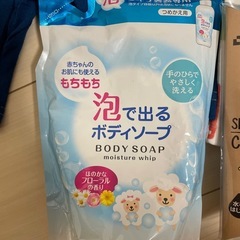 つめかえ用
赤ちゃんの
お肌にも使える
もちもち
手のひらで
やさしく
洗える
泡で出る
ボディソープ
BODY SOAP
moisture whip
ほのかな
フローラル
の香り